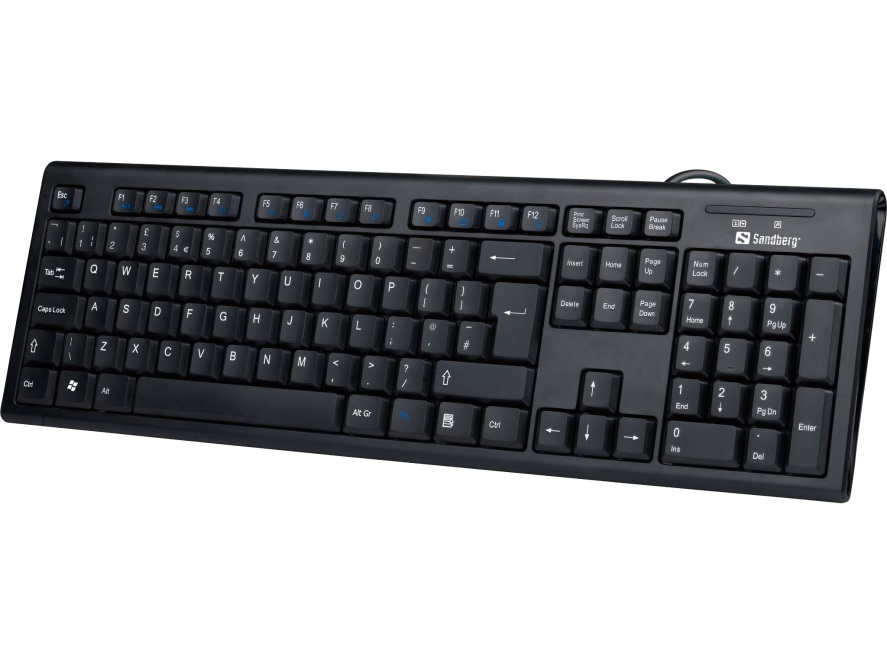 Esc F1 F2 F3 F4 F5 F6 F7 F8 F9 F10 F11 F12
Print Screen SysRq
Scroll Lock
Pause Break
Sandberg
! 1
" 2
£ 3
$ 4 €
% 5
^ 6
& 7
* 8
( 9
) 0
+ =
←
Insert Home
Page Up
Num Lock
/ * −
Tab Q W E R T Y U I O P
{ [
} ]
Delete End
Page Down
7 Home
8 ↑
9 Pg Up
+
Caps Lock A S D F G H J K L
: ;
@ '
~ #
4 ←
5
6 →
⇧
| \
Z X C V B N M
< ,
> .
? /
⇧
↑
1 End
2 ↓
3 Pg Dn
Enter
Ctrl Alt Alt Gr Fn Ctrl
← ↓ →
0 Ins
. Del